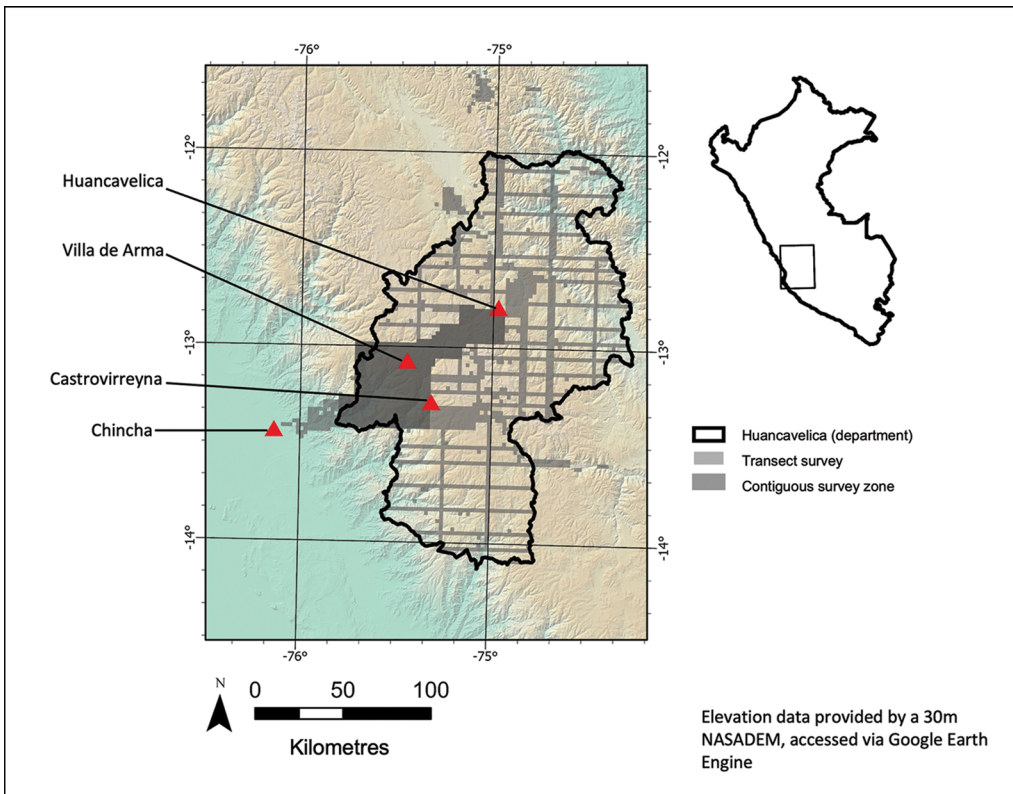 -76°
-75°
-12°
-12°
Huancavelica
Villa de Arma
-13°
-13°
Castrovirreyna
Chincha
Huancavelica (department)
Transect survey
Contiguous survey zone
-14°
-14°
-76°
-75°
N
0 50 100
Kilometres
Elevation data provided by a 30m
NASADEM, accessed via Google Earth
Engine